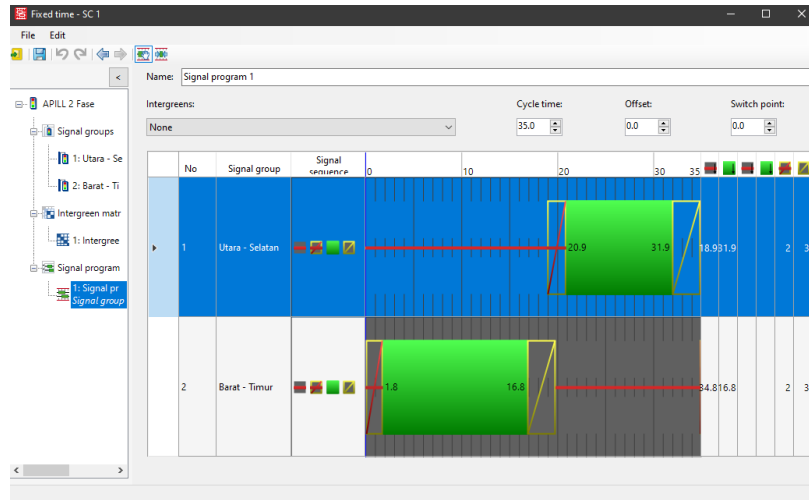 Fixed time - SC 1
File Edit
<
Name: Signal program 1
APILL 2 Fase
Signal groups
1: Utara - Se
2: Barat - Ti
Intergreen matr
1: Intergree
Signal program
1: Signal pr
Signal group
Intergreens: Cycle time: Offset: Switch point:
None 35.0 0.0 0.0
No Signal group Signal sequence 0 10 20 30 35
1 Utara - Selatan 20.9 31.9 18.9 31.9 2 3
2 Barat - Timur 1.8 16.8 34.8 16.8 2 3